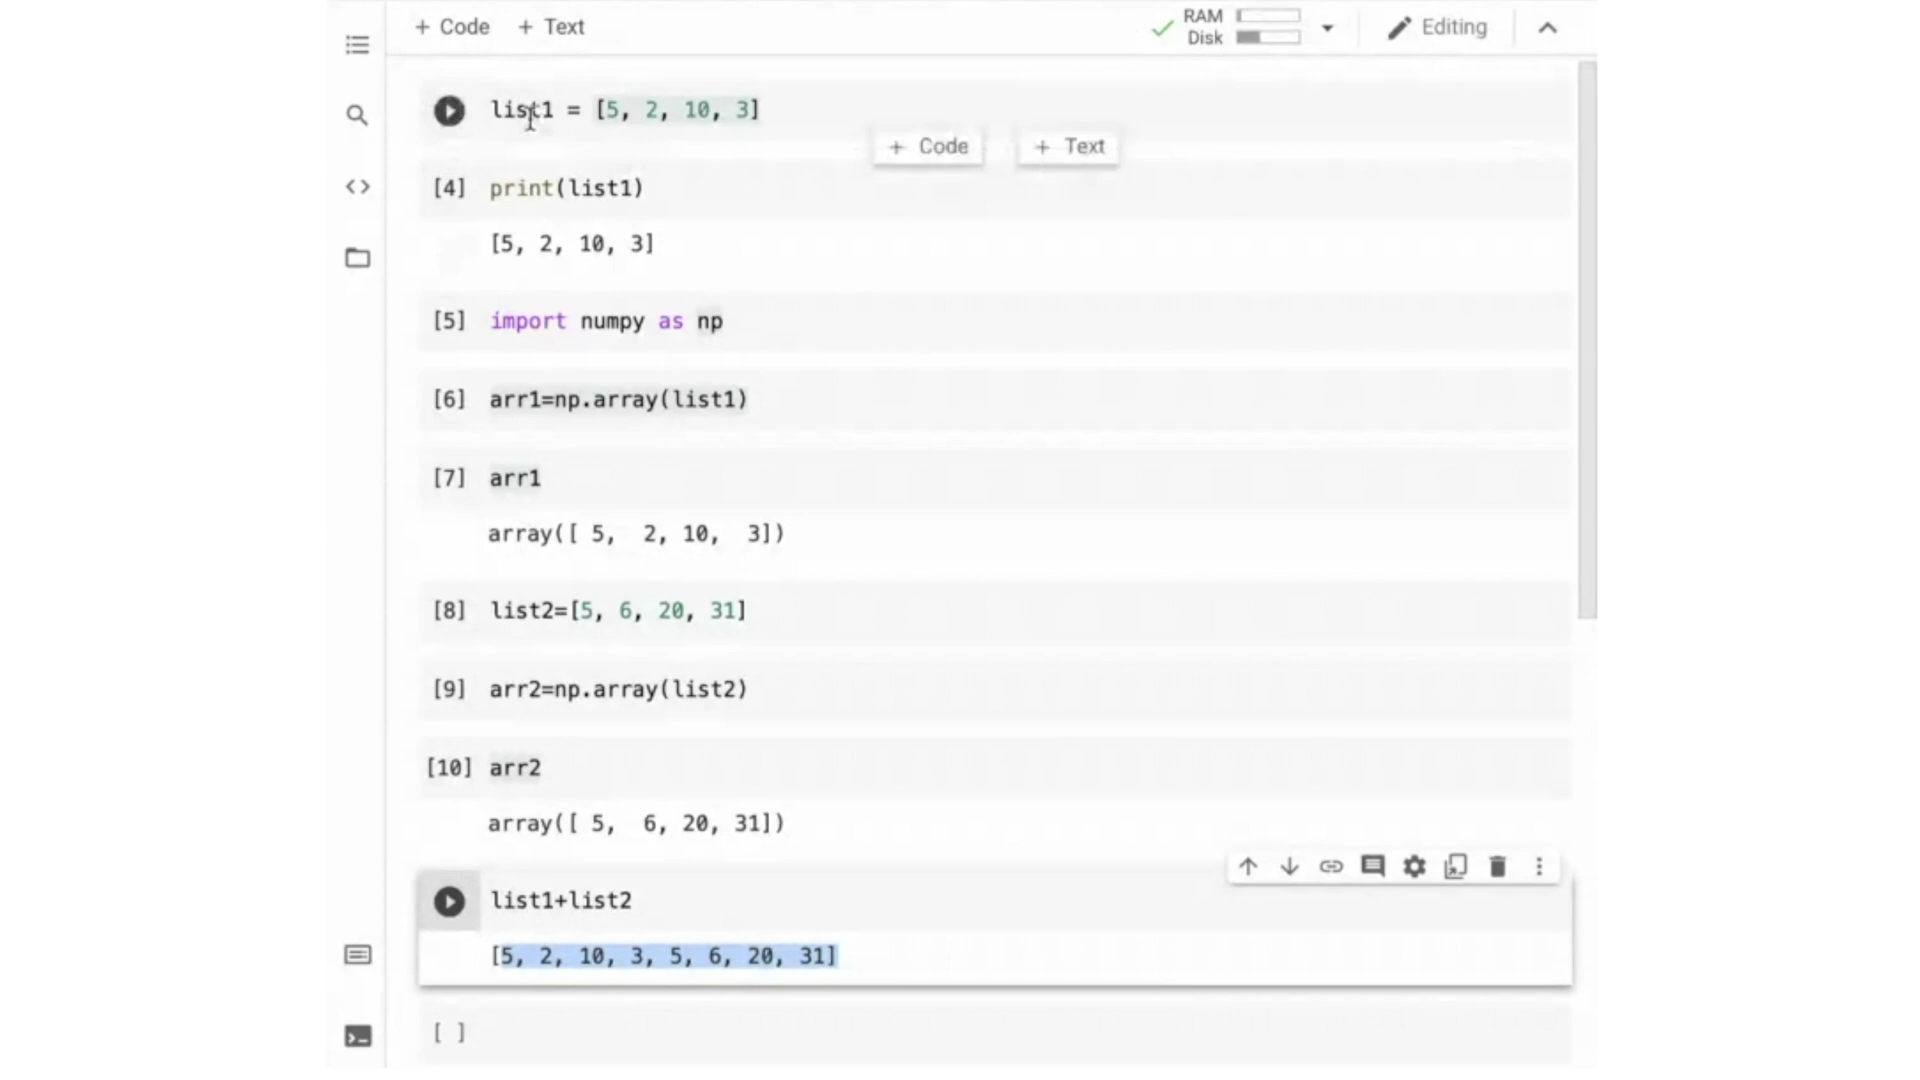 + Code + Text
RAM
Disk
Editing
list1 = [5, 2, 10, 3]
+ Code + Text
[4] print(list1)
[5, 2, 10, 3]
[5] import numpy as np
[6] arr1=np.array(list1)
[7] arr1
array([ 5,  2, 10,  3])
[8] list2=[5, 6, 20, 31]
[9] arr2=np.array(list2)
[10] arr2
array([ 5,  6, 20, 31])
list1+list2
[5, 2, 10, 3, 5, 6, 20, 31]
[ ]